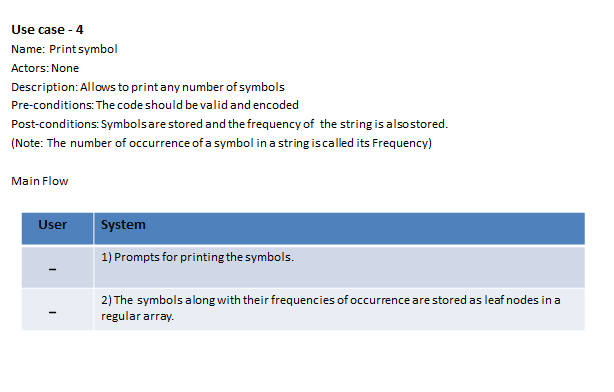 Use case - 4
Name: Print symbol
Actors: None
Description: Allows to print any number of symbols
Pre-conditions: The code should be valid and encoded
Post-conditions: Symbols are stored and the frequency of the string is also stored.
(Note: The number of occurrence of a symbol in a string is called its Frequency)
Main Flow
User System
– 1) Prompts for printing the symbols.
– 2) The symbols along with their frequencies of occurrence are stored as leaf nodes in a
regular array.